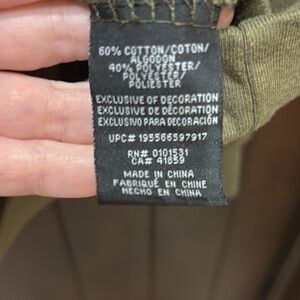 60% COTTON/COTON/
ALGODON
40% POLYESTER/
POLYESTER/
POLIESTER
EXCLUSIVE OF DECORATION
EXCLUSIVE DE DECORATION
EXCLUSIVO PARA DECORACIÓN
UPC# 195566597917
RN# 0101531
CA# 41859
MADE IN CHINA
FABRIQUÉ EN CHINE
HECHO EN CHINA